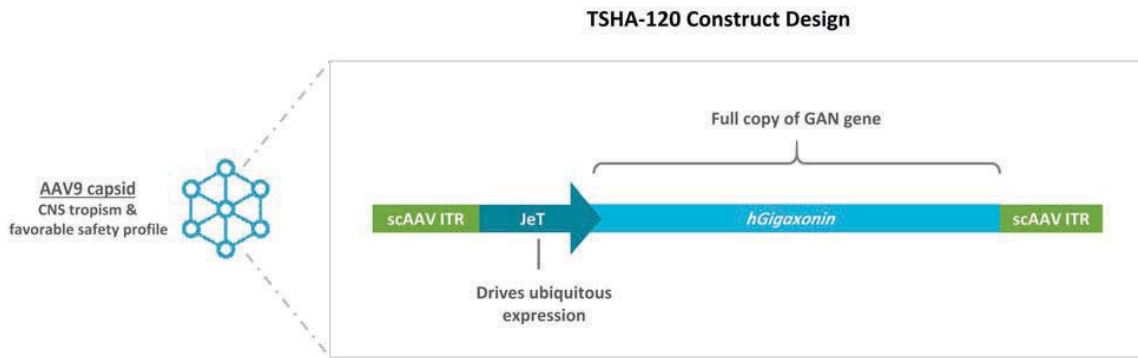 TSHA-120 Construct Design
Full copy of GAN gene
AAV9 capsid
CNS tropism &
favorable safety profile
scAAV ITR
JeT
hGigaxonin
scAAV ITR
Drives ubiquitous
expression